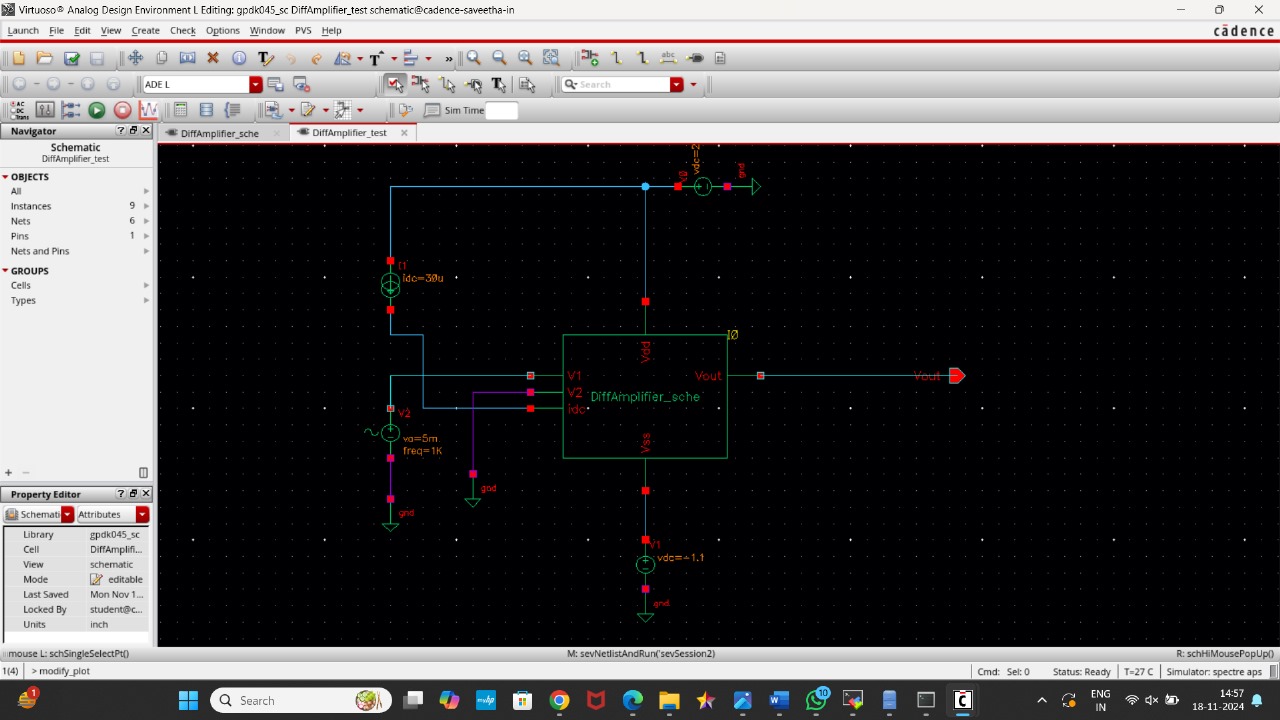 Virtuoso® Analog Design Environment L Editing: gpdk045_sc DiffAmplifier_test schematic@cadence-saveetha-in
Launch File Edit View Create Check Options Window PVS Help
cādence
ADE L
Search
Sim Time
Navigator
DiffAmplifier_sche
DiffAmplifier_test
Schematic
DiffAmplifier_test
OBJECTS
All
Instances 9
Nets 6
Pins 1
Nets and Pins
GROUPS
Cells
Types
V0
gnd
I1
idc=30u
I0
Vdd
V1
V2
idc
DiffAmplifier_sche
Vout
Vout
Vss
V2
va=5m
freq=1K
gnd
gnd
V1
vdc=-1.1
gnd
Property Editor
Schemati
Attributes
Library gpdk045_sc
Cell DiffAmplifi...
View schematic
Mode editable
Last Saved Mon Nov 1...
Locked By student@c...
Units inch
mouse L: schSingleSelectPt()
M: sevNetlistAndRun('sevSession2)
R: schHiMousePopUp()
1(4) > modify_plot
Cmd: Sel: 0 Status: Ready T=27 C Simulator: spectre aps
1
Search
10
ENG
IN
14:57
18-11-2024